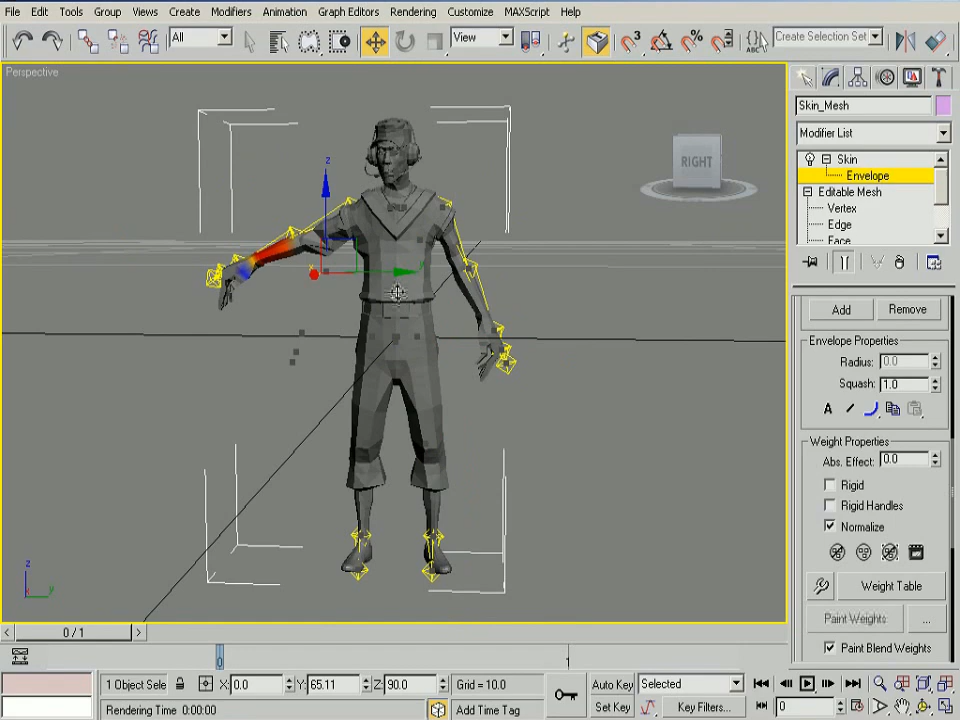 File Edit Tools Group Views Create Modifiers Animation Graph Editors Rendering Customize MAXScript Help
All View 3 % ABC Create Selection Set
Perspective
Skin_Mesh
Modifier List
Skin
Envelope
Editable Mesh
Vertex
Edge
Face
RIGHT
z
y
x
Add Remove
Envelope Properties
Radius: 0.0
Squash: 1.0
A
Weight Properties
Abs. Effect: 0.0
Rigid
Rigid Handles
Normalize
Weight Table
Paint Weights ...
Paint Blend Weights
z
y
< 0 / 1 >
0 1
1 Object Sele X: 0.0 Y: 65.11 Z: 90.0 Grid = 10.0 Auto Key Selected
Rendering Time 0:00:00 Add Time Tag Set Key Key Filters... 0